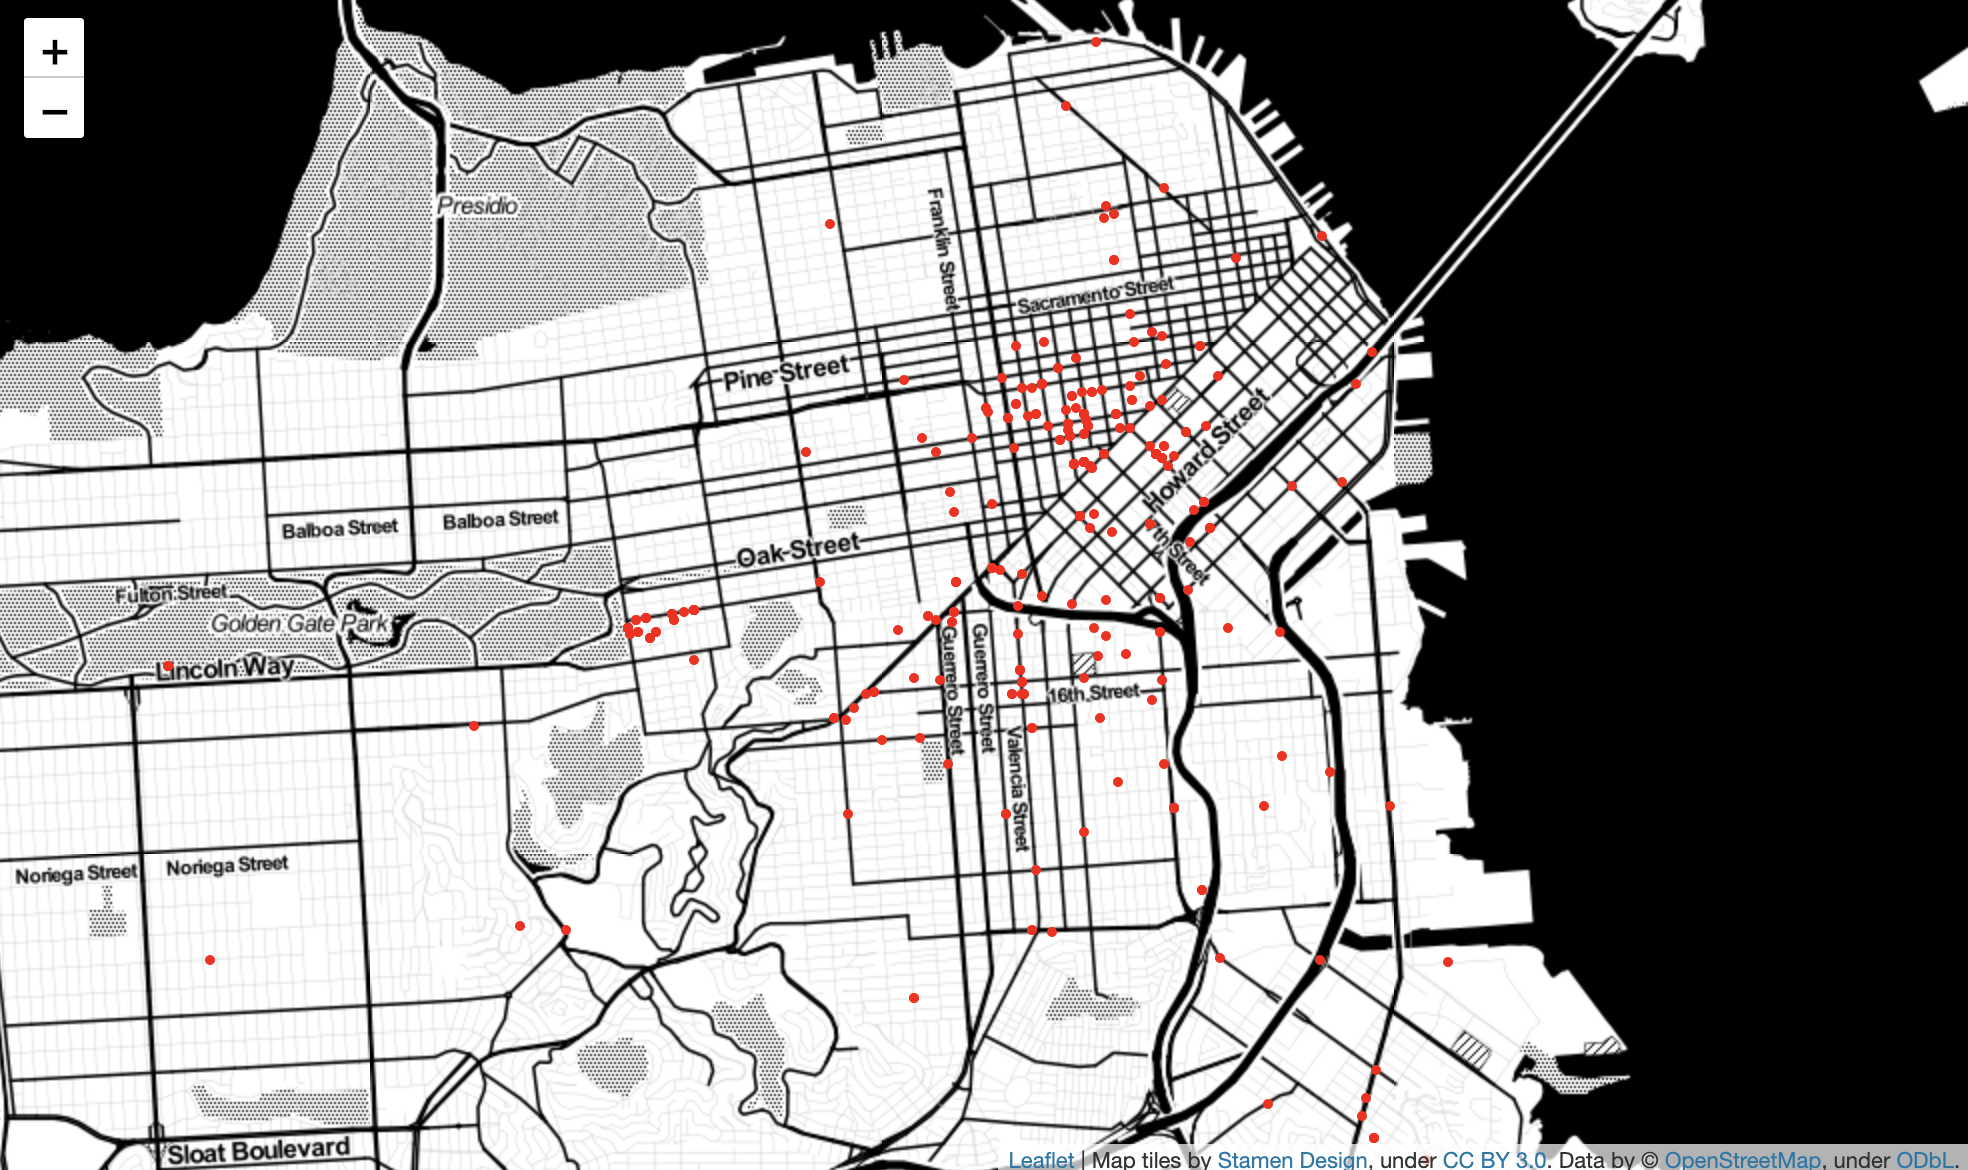 +
−
Presidio
Franklin Street
Sacramento Street
Pine Street
Howard Street
Balboa Street
Balboa Street
Oak Street
7th Street
Fulton Street
Golden Gate Park
Lincoln Way
Guerrero Street
Guerrero Street
16th Street
Valencia Street
Noriega Street
Noriega Street
Sloat Boulevard
Leaflet | Map tiles by Stamen Design, under CC BY 3.0. Data by © OpenStreetMap, under ODbL.